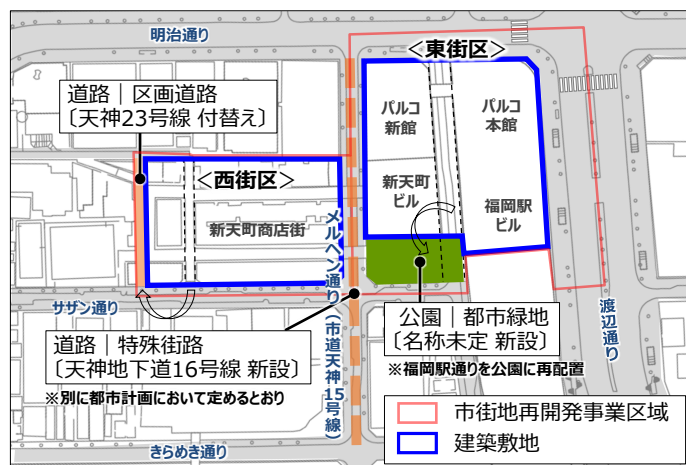 明治通り
<東街区>
道路｜区画道路
〔天神23号線 付替え〕
パルコ
新館
パルコ
本館
<西街区>
新天町
ビル
福岡駅
ビル
新天町商店街
メルヘン通り（市道天神15号線）
サザン通り
渡辺通り
公園｜都市緑地
〔名称未定 新設〕
※福岡駅通りを公園に再配置
道路｜特殊街路
〔天神地下道16号線 新設〕
※別に都市計画において定めるとおり
市街地再開発事業区域
建築敷地
きらめき通り